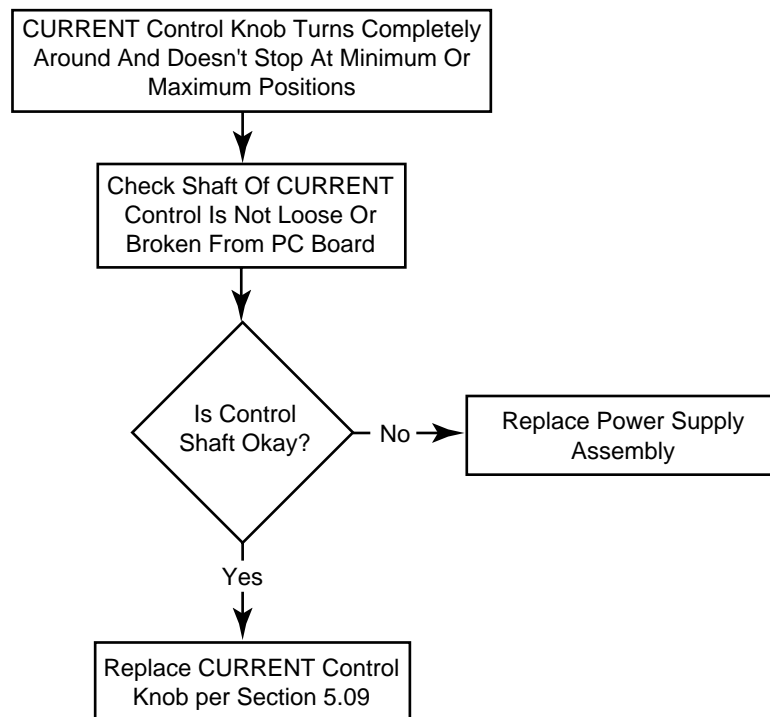 CURRENT Control Knob Turns Completely
Around And Doesn't Stop At Minimum Or
Maximum Positions
Check Shaft Of CURRENT
Control Is Not Loose Or
Broken From PC Board
Is Control
Shaft Okay?
No
Replace Power Supply
Assembly
Yes
Replace CURRENT Control
Knob per Section 5.09